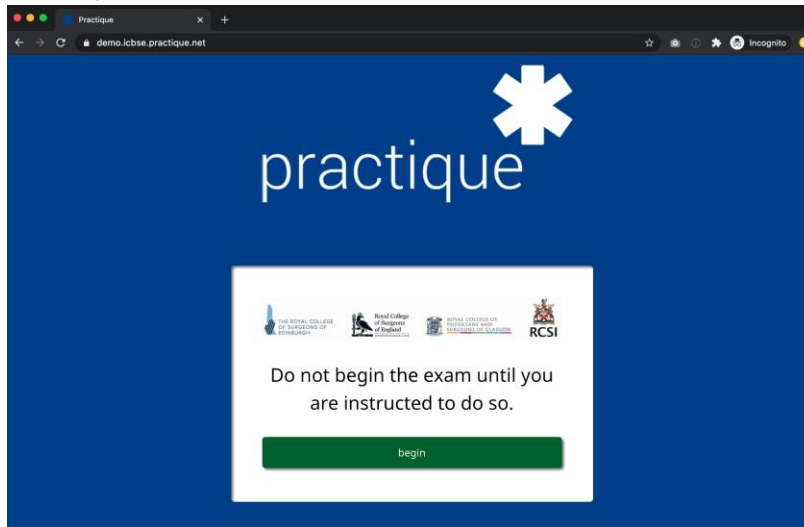 Practique
demo.icbse.practique.net
Incognito
practique
THE ROYAL COLLEGE
OF SURGEONS OF
EDINBURGH
Royal College
of Surgeons
of England
ROYAL COLLEGE OF
PHYSICIANS AND
SURGEONS OF GLASGOW
RCSI
Do not begin the exam until you
are instructed to do so.
begin